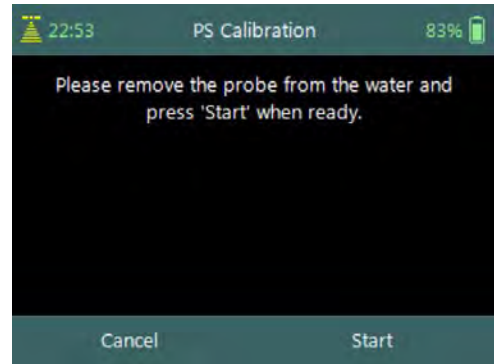 22:53 PS Calibration 83%
Please remove the probe from the water and
press 'Start' when ready.
Cancel Start